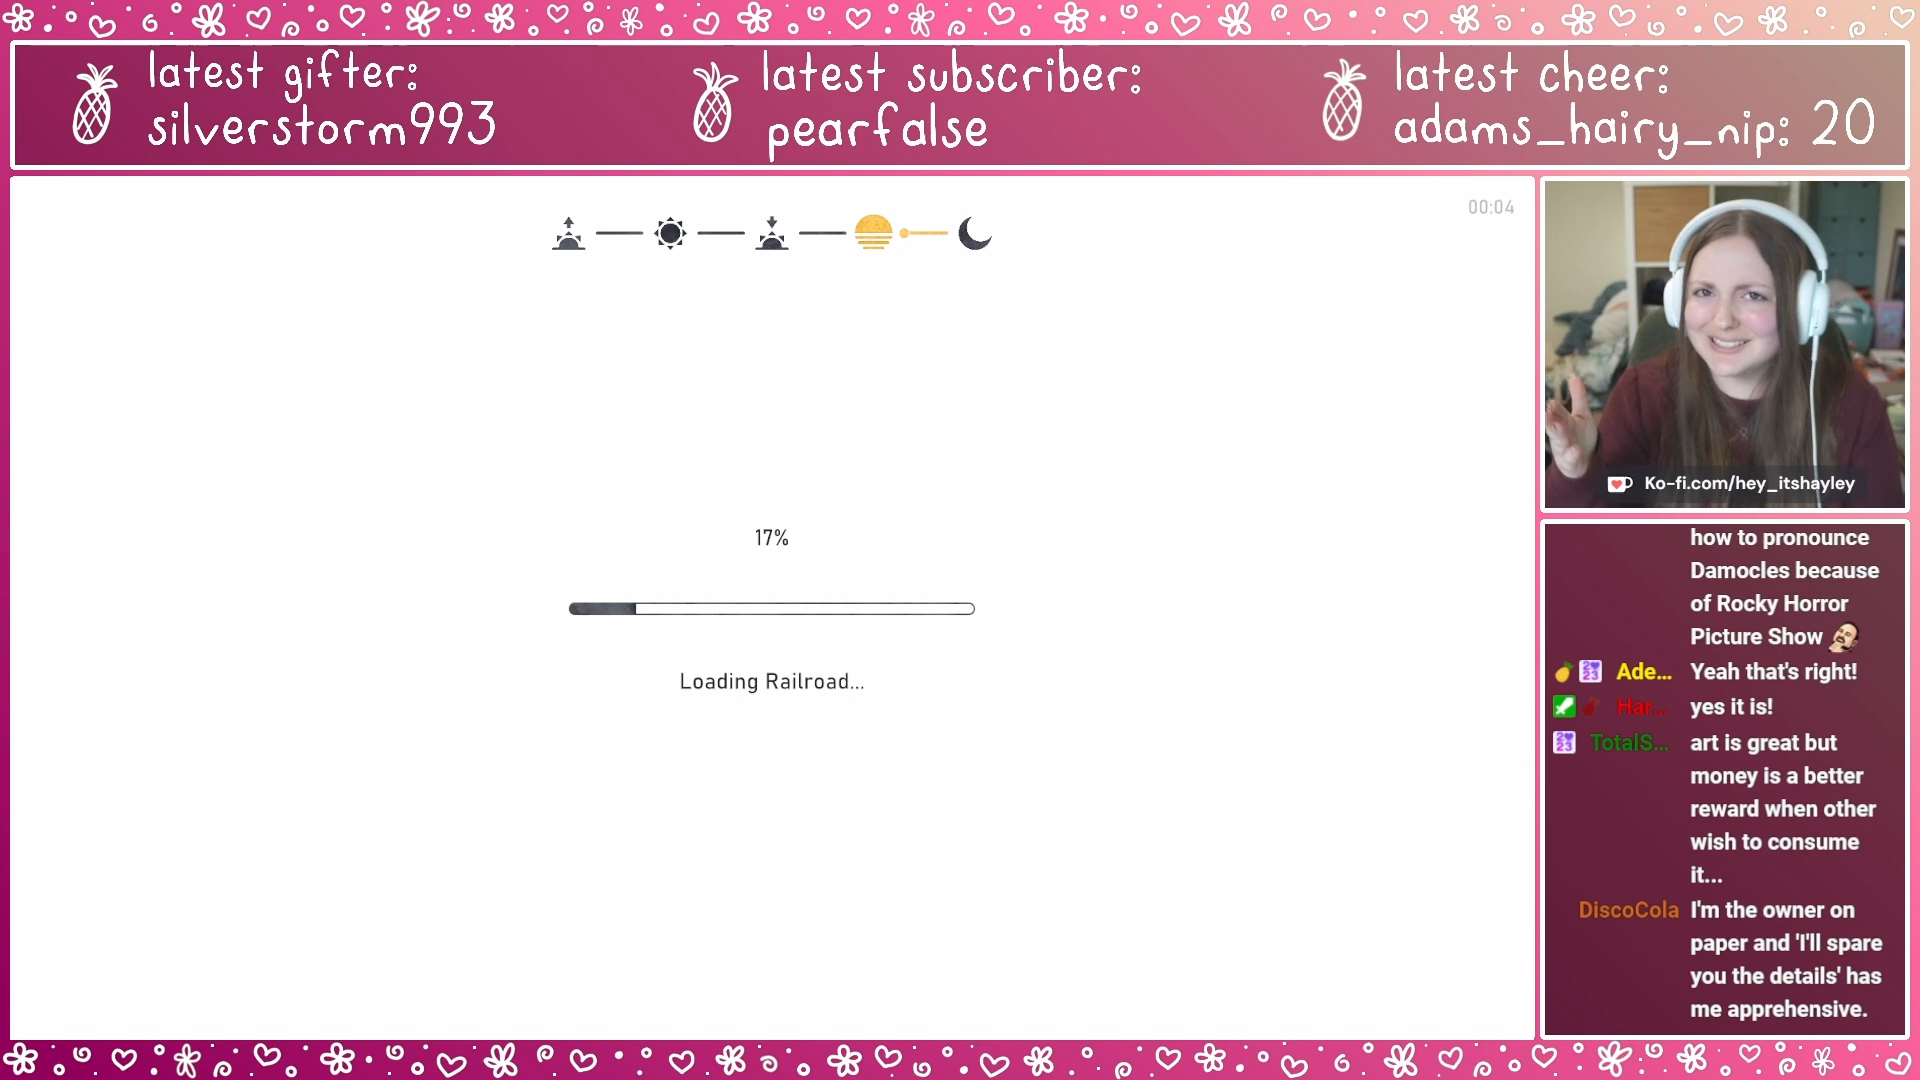 latest gifter:
silverstorm993
latest subscriber:
pearfalse
latest cheer:
adams_hairy_nip: 20
00:04
17%
Loading Railroad...
Ko-fi.com/hey_itshayley
how to pronounce
Damocles because
of Rocky Horror
Picture Show
Ade... Yeah that's right!
Har... yes it is!
TotalS... art is great but
money is a better
reward when other
wish to consume
it...
DiscoCola I'm the owner on
paper and 'I'll spare
you the details' has
me apprehensive.